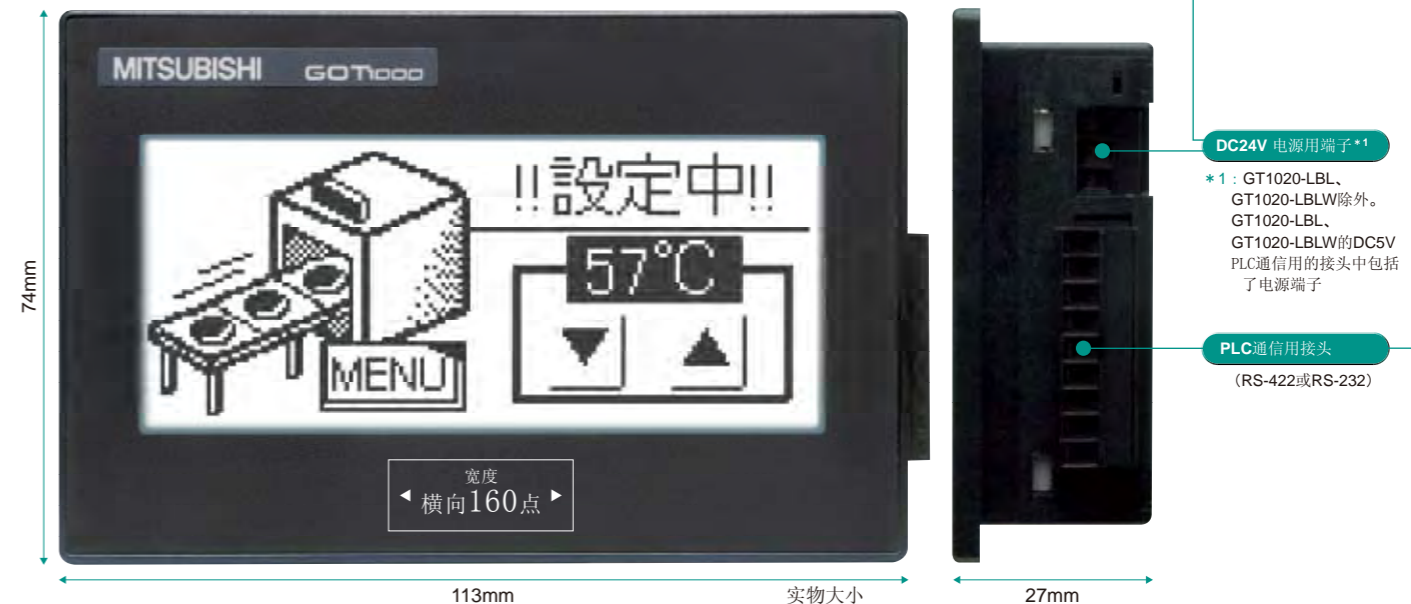 MITSUBISHI GOT1000
!!設定中!!
57℃
▼ ▲
MENU
宽度
◀ 横向160点 ▶
74mm
113mm
实物大小
27mm
DC24V 电源用端子*1
*1：GT1020-LBL、
GT1020-LBLW除外。
GT1020-LBL、
GT1020-LBLW的DC5V
PLC通信用的接头中包括
了电源端子
PLC通信用接头
（RS-422或RS-232）